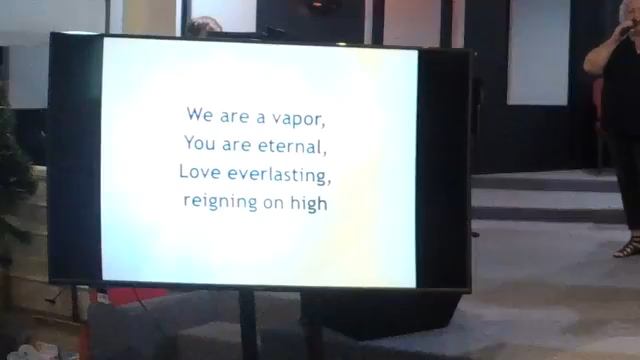 We are a vapor,
You are eternal,
Love everlasting,
reigning on high